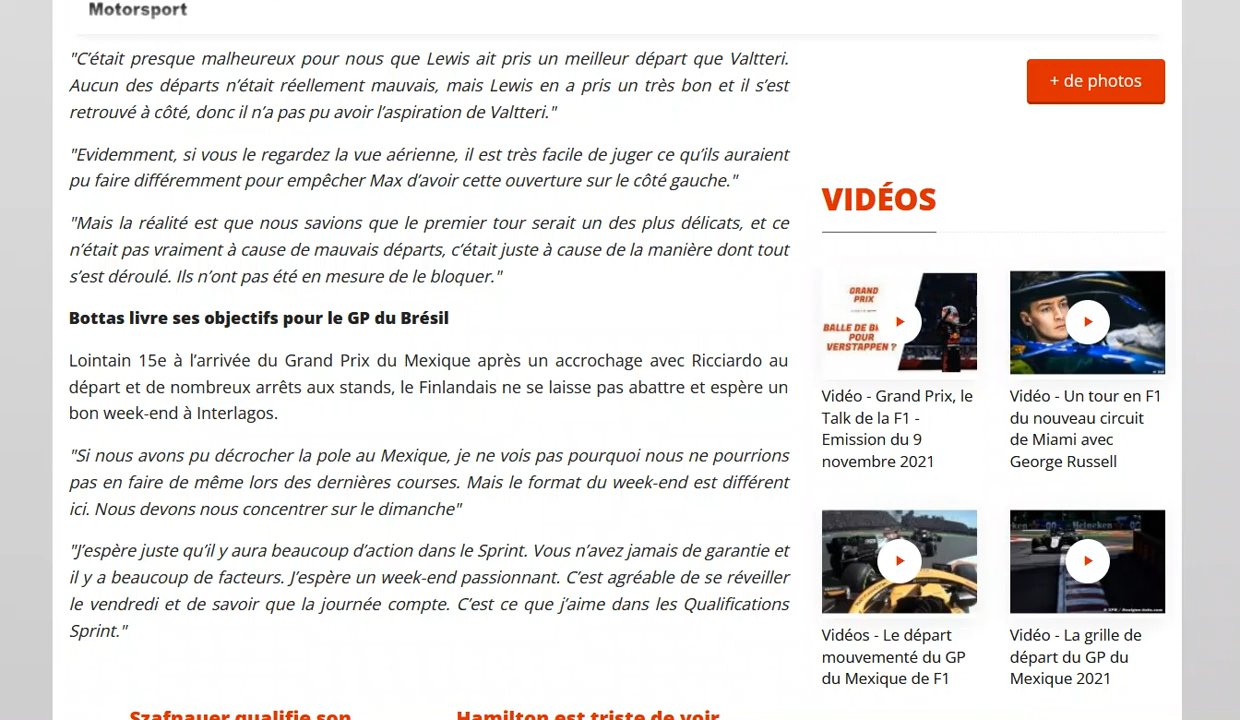 Motorsport
"C'était presque malheureux pour nous que Lewis ait pris un meilleur départ que Valtteri.
Aucun des départs n'était réellement mauvais, mais Lewis en a pris un très bon et il s'est
retrouvé à côté, donc il n'a pas pu avoir l'aspiration de Valtteri."
"Evidemment, si vous le regardez la vue aérienne, il est très facile de juger ce qu'ils auraient
pu faire différemment pour empêcher Max d'avoir cette ouverture sur le côté gauche."
"Mais la réalité est que nous savions que le premier tour serait un des plus délicats, et ce
n'était pas vraiment à cause de mauvais départs, c'était juste à cause de la manière dont tout
s'est déroulé. Ils n'ont pas été en mesure de le bloquer."
Bottas livre ses objectifs pour le GP du Brésil
Lointain 15e à l'arrivée du Grand Prix du Mexique après un accrochage avec Ricciardo au
départ et de nombreux arrêts aux stands, le Finlandais ne se laisse pas abattre et espère un
bon week-end à Interlagos.
"Si nous avons pu décrocher la pole au Mexique, je ne vois pas pourquoi nous ne pourrions
pas en faire de même lors des dernières courses. Mais le format du week-end est différent
ici. Nous devons nous concentrer sur le dimanche"
"J'espère juste qu'il y aura beaucoup d'action dans le Sprint. Vous n'avez jamais de garantie et
il y a beaucoup de facteurs. J'espère un week-end passionnant. C'est agréable de se réveiller
le vendredi et de savoir que la journée compte. C'est ce que j'aime dans les Qualifications
Sprint."
Szafnauer qualifie son
Hamilton est triste de voir
+ de photos
VIDÉOS
GRAND
PRIX
BALLE DE
POUR
VERSTAPPEN ?
Vidéo - Grand Prix, le
Talk de la F1 -
Emission du 9
novembre 2021
Vidéo - Un tour en F1
du nouveau circuit
de Miami avec
George Russell
Heineken
Vidéos - Le départ
mouvementé du GP
du Mexique de F1
Vidéo - La grille de
départ du GP du
Mexique 2021